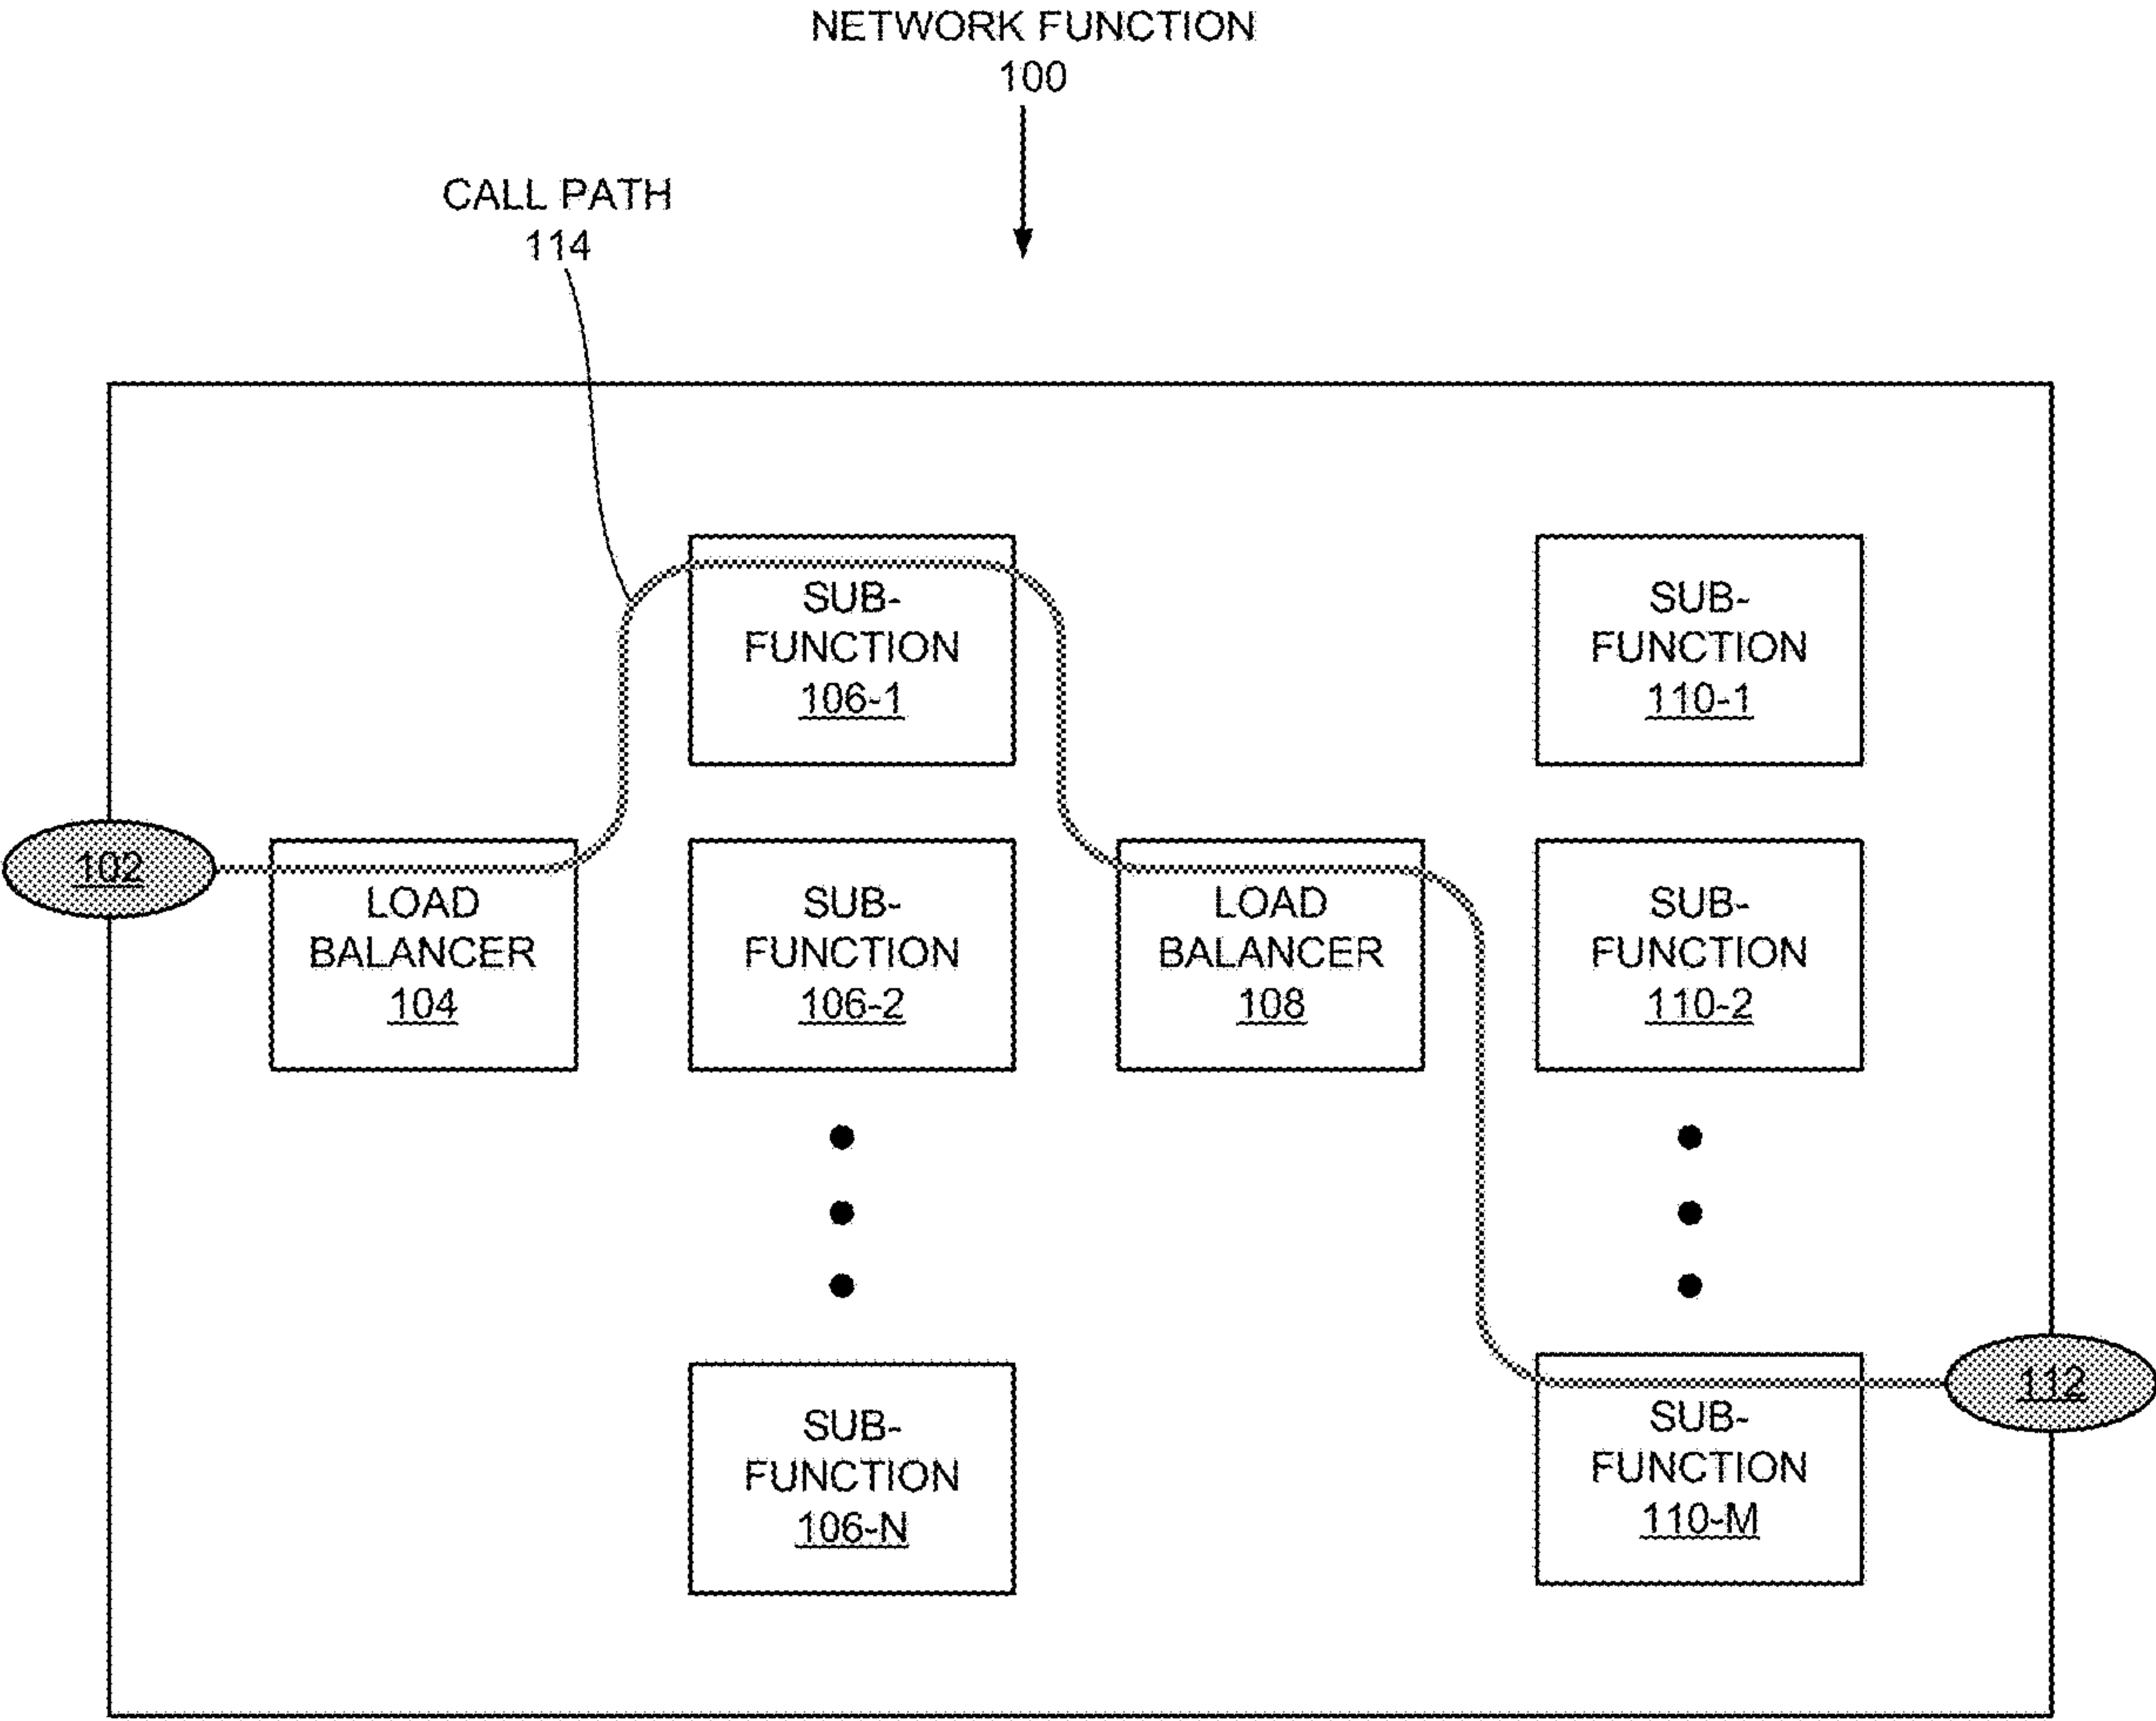 NETWORK FUNCTION
100
CALL PATH
114
SUB-
FUNCTION
106-1
SUB-
FUNCTION
110-1
102
LOAD
BALANCER
104
SUB-
FUNCTION
106-2
LOAD
BALANCER
108
SUB-
FUNCTION
110-2
SUB-
FUNCTION
106-N
SUB-
FUNCTION
110-M
112